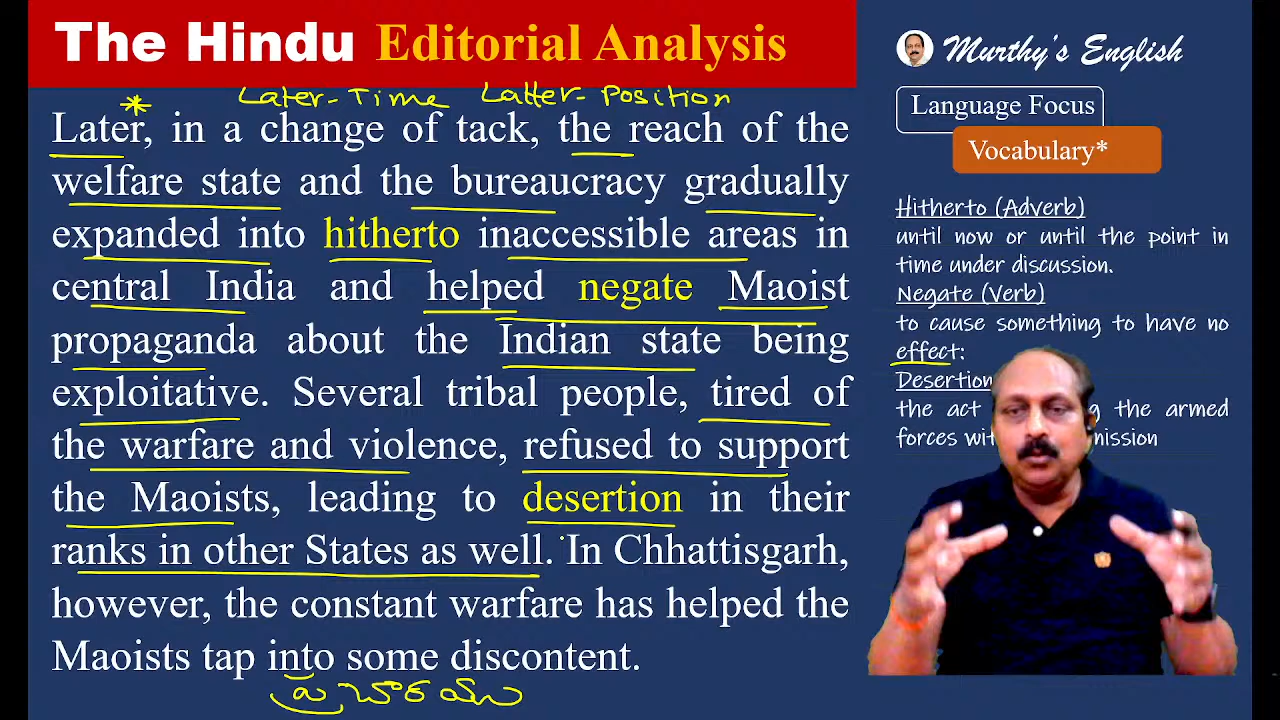 The Hindu Editorial Analysis
Murthy's English
Later-Time Latter-Position
*
Later, in a change of tack, the reach of the
welfare state and the bureaucracy gradually
expanded into hitherto inaccessible areas in
central India and helped negate Maoist
propaganda about the Indian state being
exploitative. Several tribal people, tired of
the warfare and violence, refused to support
the Maoists, leading to desertion in their
ranks in other States as well. In Chhattisgarh,
however, the constant warfare has helped the
Maoists tap into some discontent.
Language Focus
Vocabulary*
Hitherto (Adverb)
until now or until the point in
time under discussion.
Negate (Verb)
to cause something to have no
effect:
Desertion
the act the armed
forces